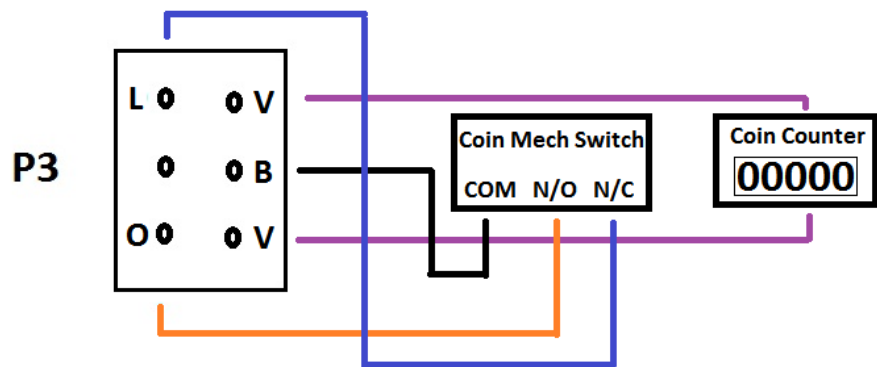 P3
L V
B
O V
Coin Mech Switch
COM N/O N/C
Coin Counter
00000